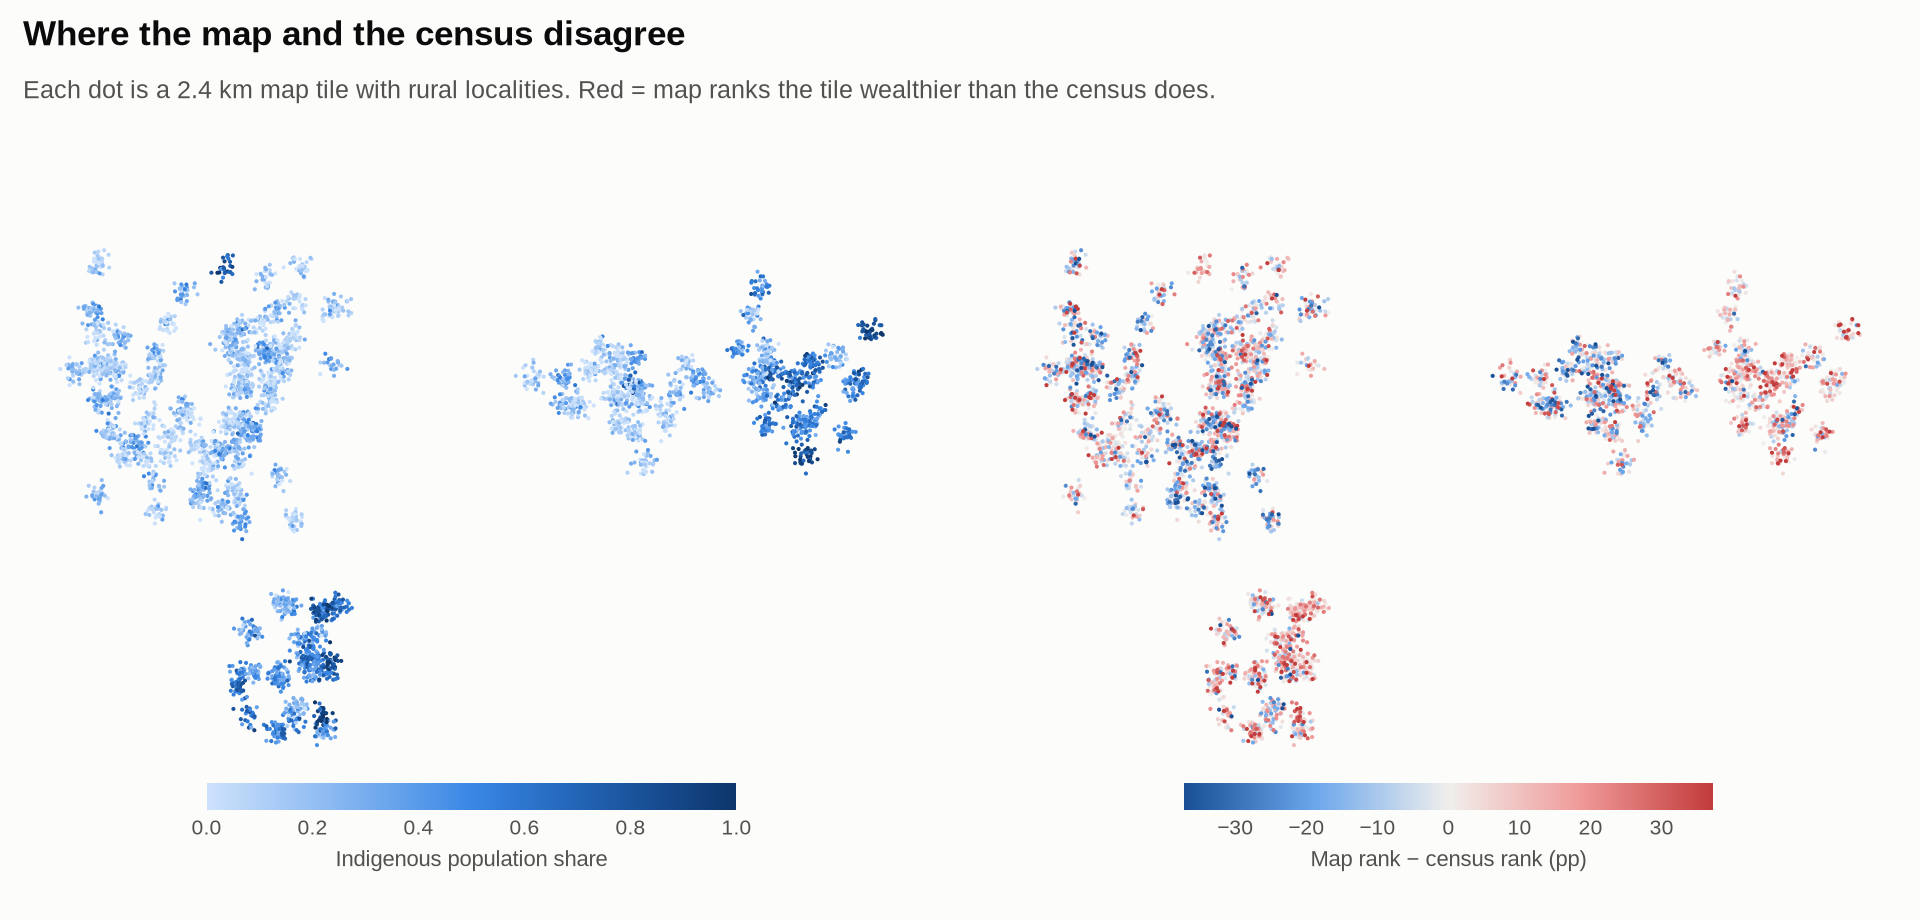 Where the map and the census disagree
Each dot is a 2.4 km map tile with rural localities. Red = map ranks the tile wealthier than the census does.
0.0 0.2 0.4 0.6 0.8 1.0
Indigenous population share
−30 −20 −10 0 10 20 30
Map rank − census rank (pp)